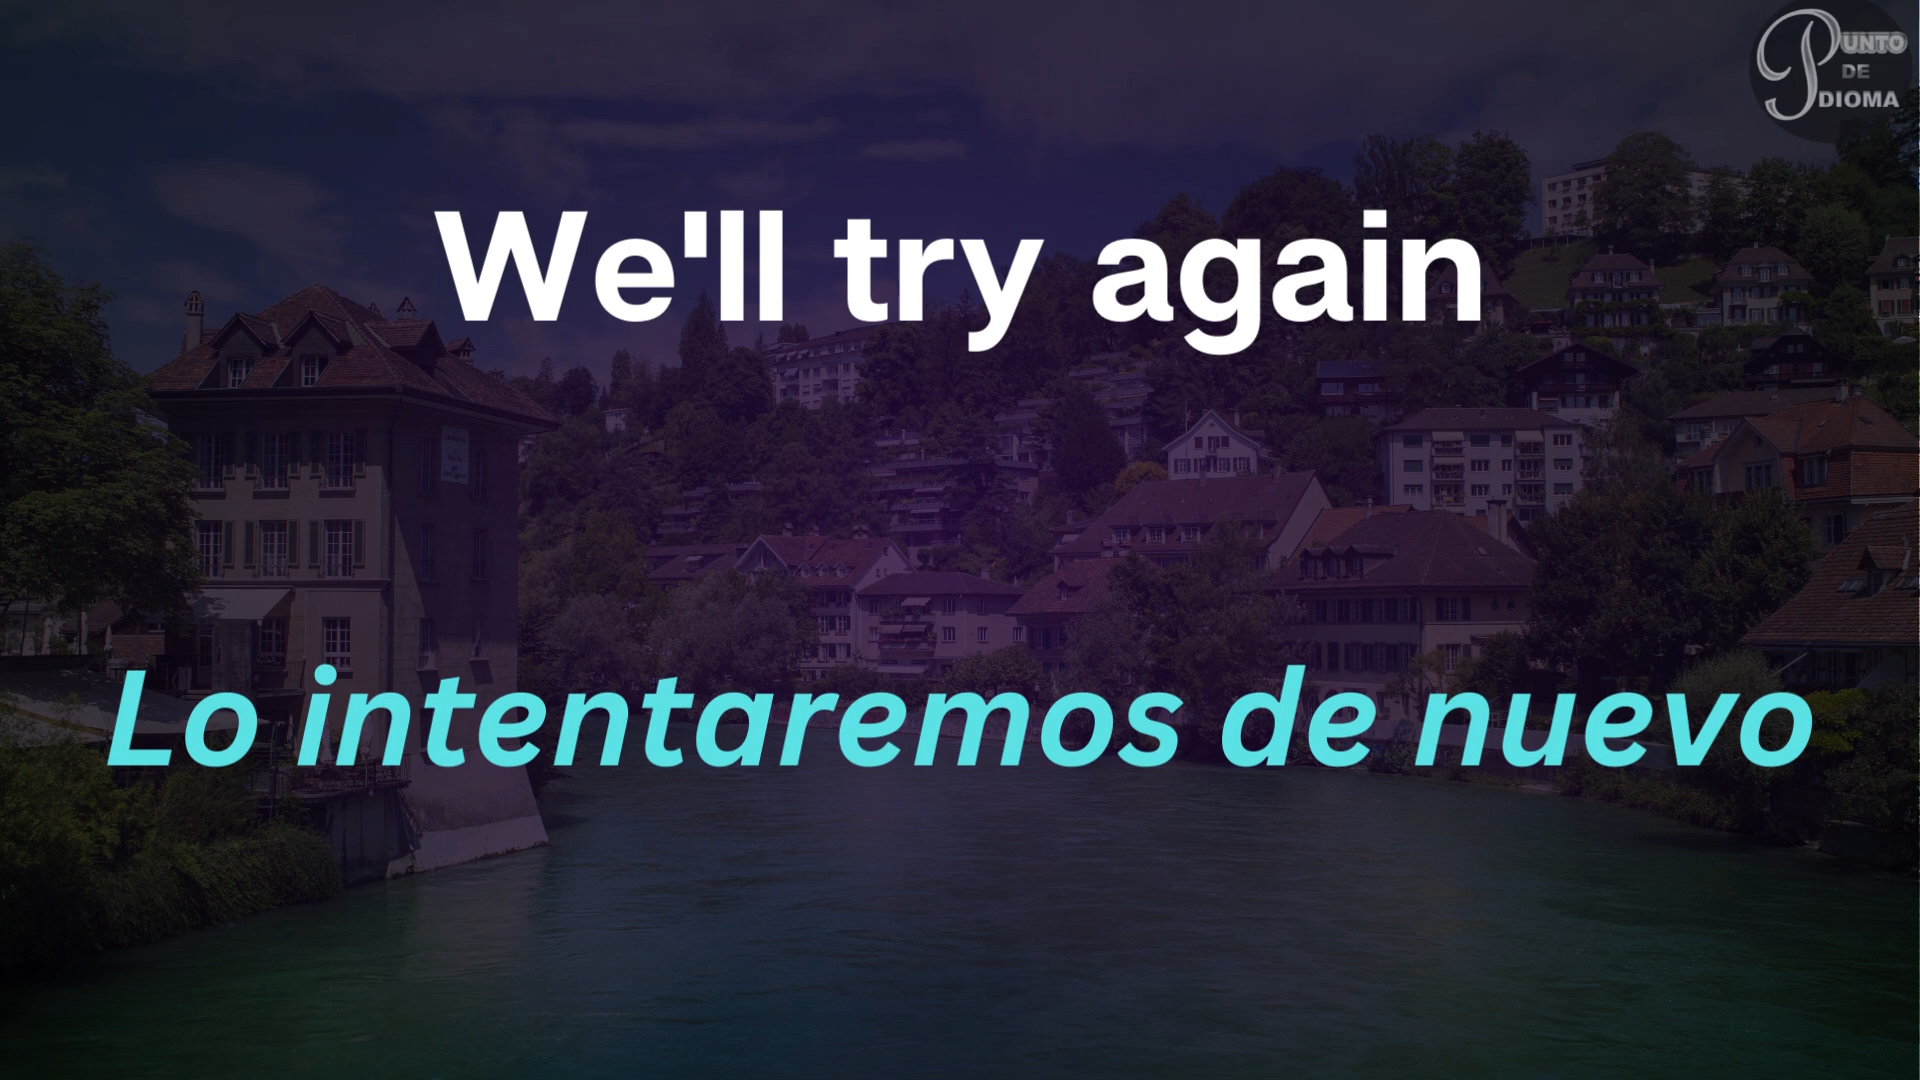 PUNTO
DE
IDIOMA
We'll try again
Lo intentaremos de nuevo